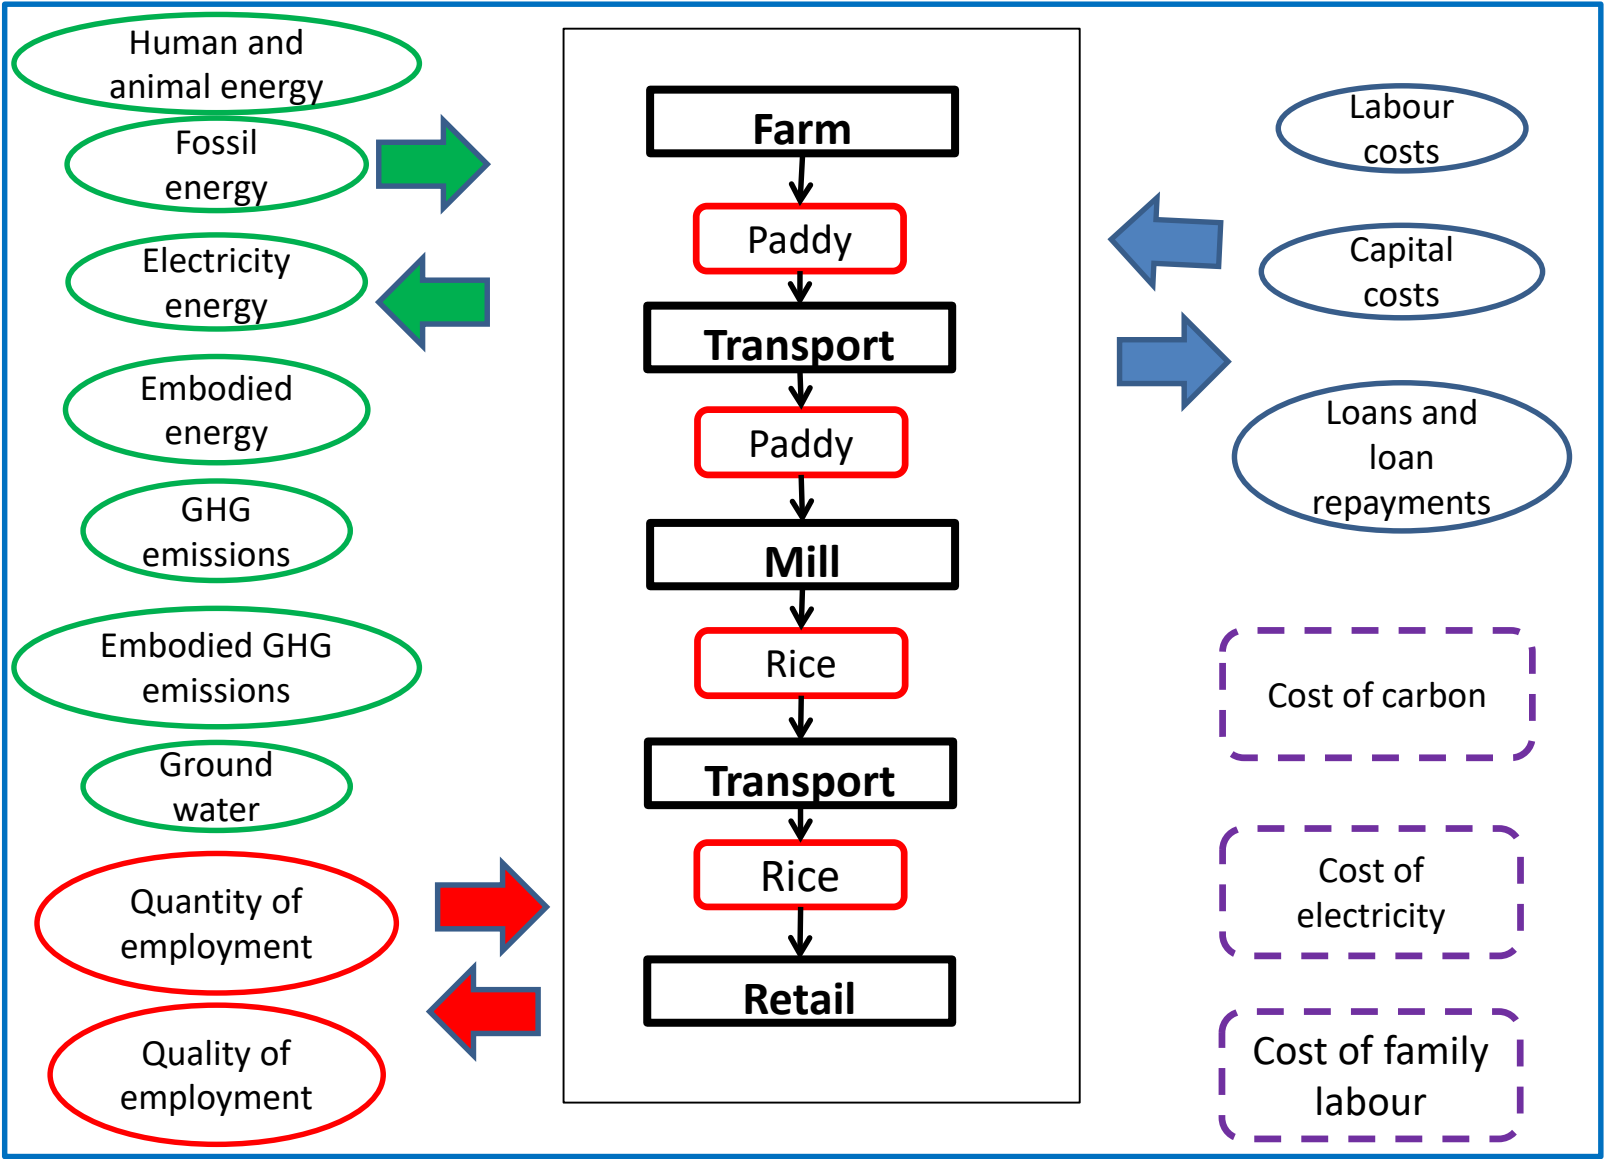 Human and
animal energy
Fossil
energy
Electricity
energy
Embodied
energy
GHG
emissions
Embodied GHG
emissions
Ground
water
Quantity of
employment
Quality of
employment
Farm
Paddy
Transport
Paddy
Mill
Rice
Transport
Rice
Retail
Labour
costs
Capital
costs
Loans and
loan
repayments
Cost of carbon
Cost of
electricity
Cost of family
labour